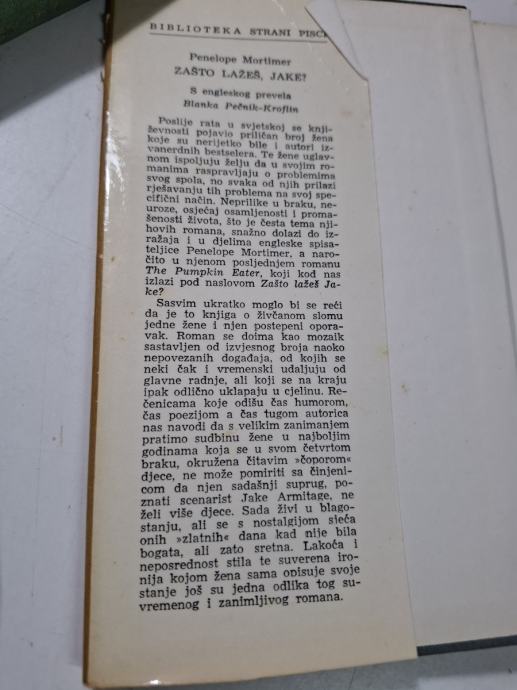 BIBLIOTEKA STRANI PISC
Penelope Mortimer
ZAŠTO LAŽEŠ, JAKE?
S engleskog prevela
Blanka Pečnik-Kroflin
Poslije rata u svjetskoj se knji-
ževnosti pojavio priličan broj žena
koje su nerijetko bile i autori iz-
vanerdnih bestselera. Te žene uglav-
nom ispoljuju želju da u svojim ro-
manima raspravljaju o problemima
svog spola, no svaka od njih prilazi
rješavanju tih problema na svoj spe-
cifični način. Neprilike u braku, ne-
uroze, osjećaj osamljenosti i proma-
šenosti života, što je česta tema nji-
hovih romana, snažno dolazi do iz-
ražaja i u djelima engleske spisa-
teljice Penelope Mortimer, a naro-
čito u njenom posljednjem romanu
The Pumpkin Eater, koji kod nas
izlazi pod naslovom Zašto lažeš Ja-
ke?
Sasvim ukratko moglo bi se reći
da je to knjiga o živčanom slomu
jedne žene i njen postepeni opora-
vak. Roman se doima kao mozaik
sastavljen od izvjesnog broja naoko
nepovezanih događaja, od kojih se
neki čak i vremenski udaljuju od
glavne radnje, ali koji se na kraju
ipak odlično uklapaju u cjelinu. Re-
čenicama koje odišu čas humorom,
čas poezijom a čas tugom autorica
nas navodi da s velikim zanimanjem
pratimo sudbinu žene u najboljim
godinama koja se u svom četvrtom
braku, okružena čitavim »čoporom«
djece, ne može pomiriti sa činjeni-
com da njen sadašnji suprug, po-
znati scenarist Jake Armitage, ne
želi više djece. Sada živi u blago-
stanju, ali se s nostalgijom sjeća
onih »zlatnih« dana kad nije bila
bogata, ali zato sretna. Lakoća i
neposrednost stila te suverena iro-
nija kojom žena sama opisuje svoje
stanje još su jedna odlika tog su-
vremenog i zanimljivog romana.